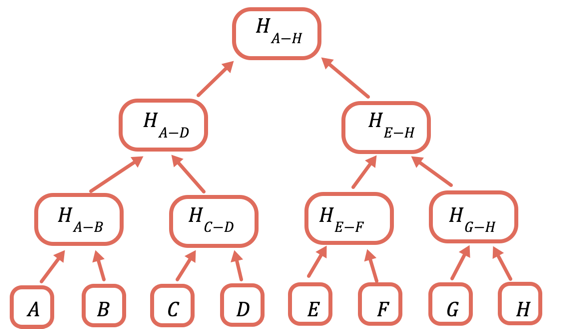 H_{A−H}
H_{A−D} H_{E−H}
H_{A−B} H_{C−D} H_{E−F} H_{G−H}
A B C D E F G H